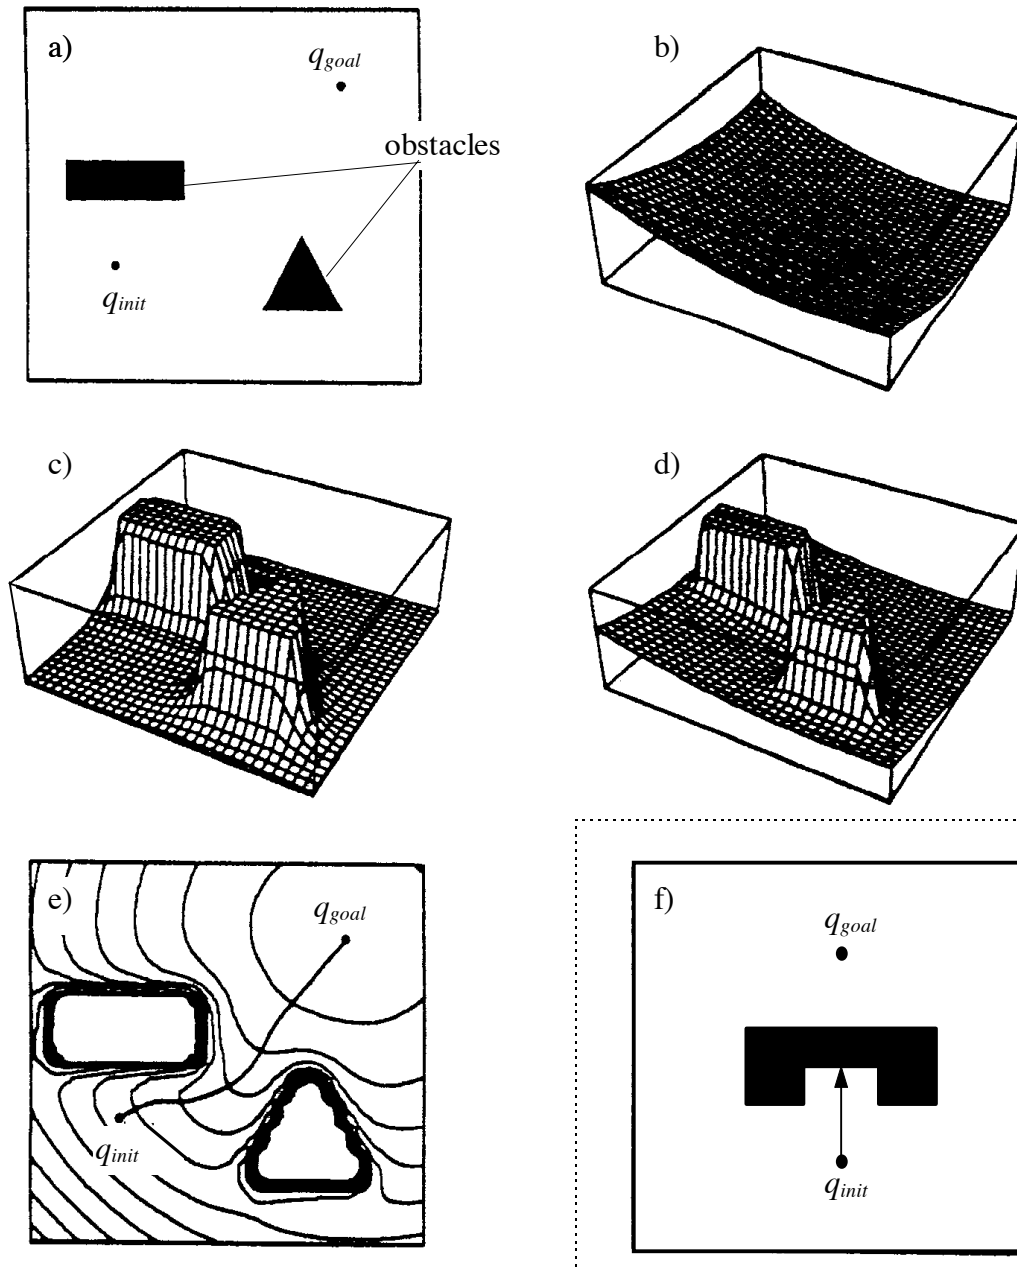 a)
q_goal
b)
obstacles
q_init
c)
d)
e)
q_goal
f)
q_goal
q_init
q_init